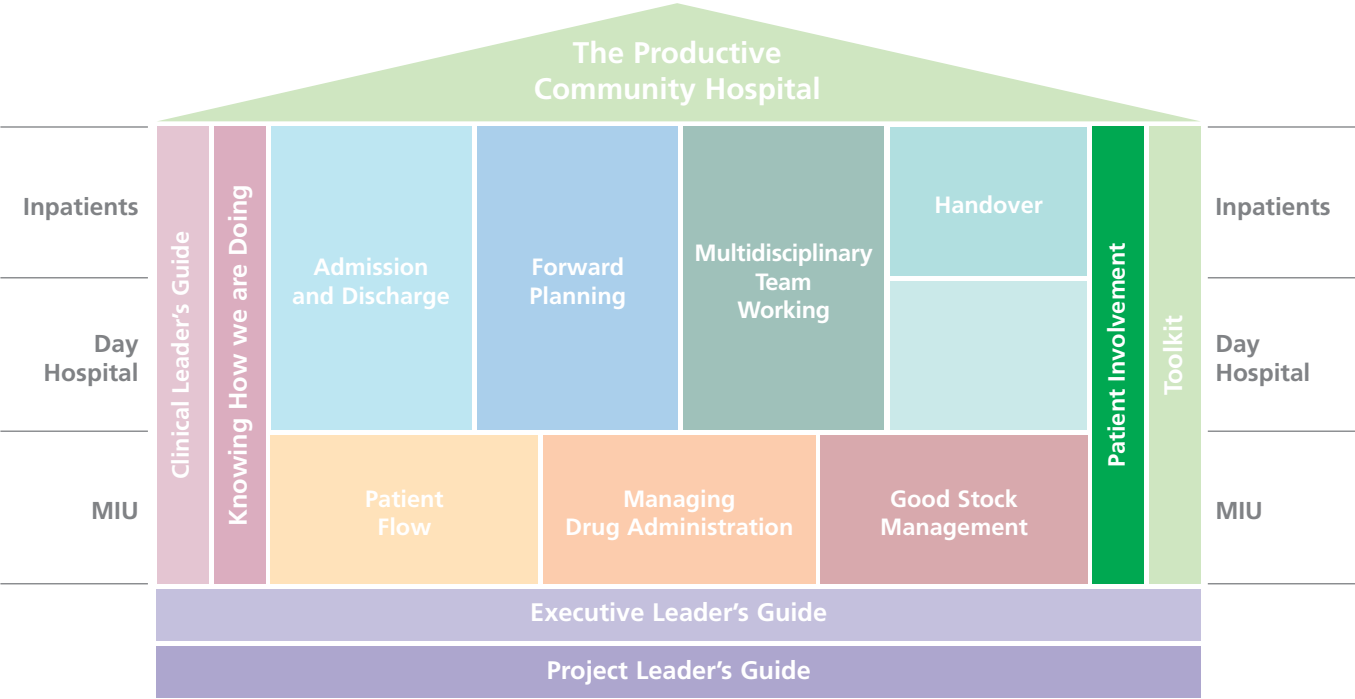 The Productive
Community Hospital
Inpatients
Day
Hospital
MIU
Clinical Leader's Guide
Knowing How we are Doing
Admission
and Discharge
Forward
Planning
Multidisciplinary
Team
Working
Handover
Patient
Flow
Managing
Drug Administration
Good Stock
Management
Patient Involvement
Toolkit
Inpatients
Day
Hospital
MIU
Executive Leader's Guide
Project Leader's Guide